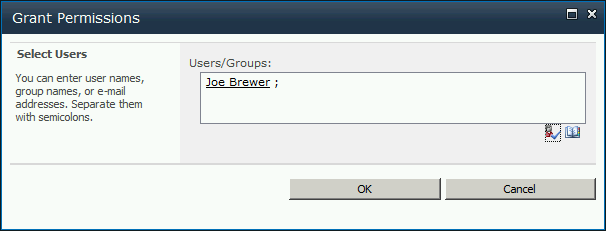 Grant Permissions
Select Users
You can enter user names,
group names, or e-mail
addresses. Separate them
with semicolons.
Users/Groups:
Joe Brewer ;
OK
Cancel